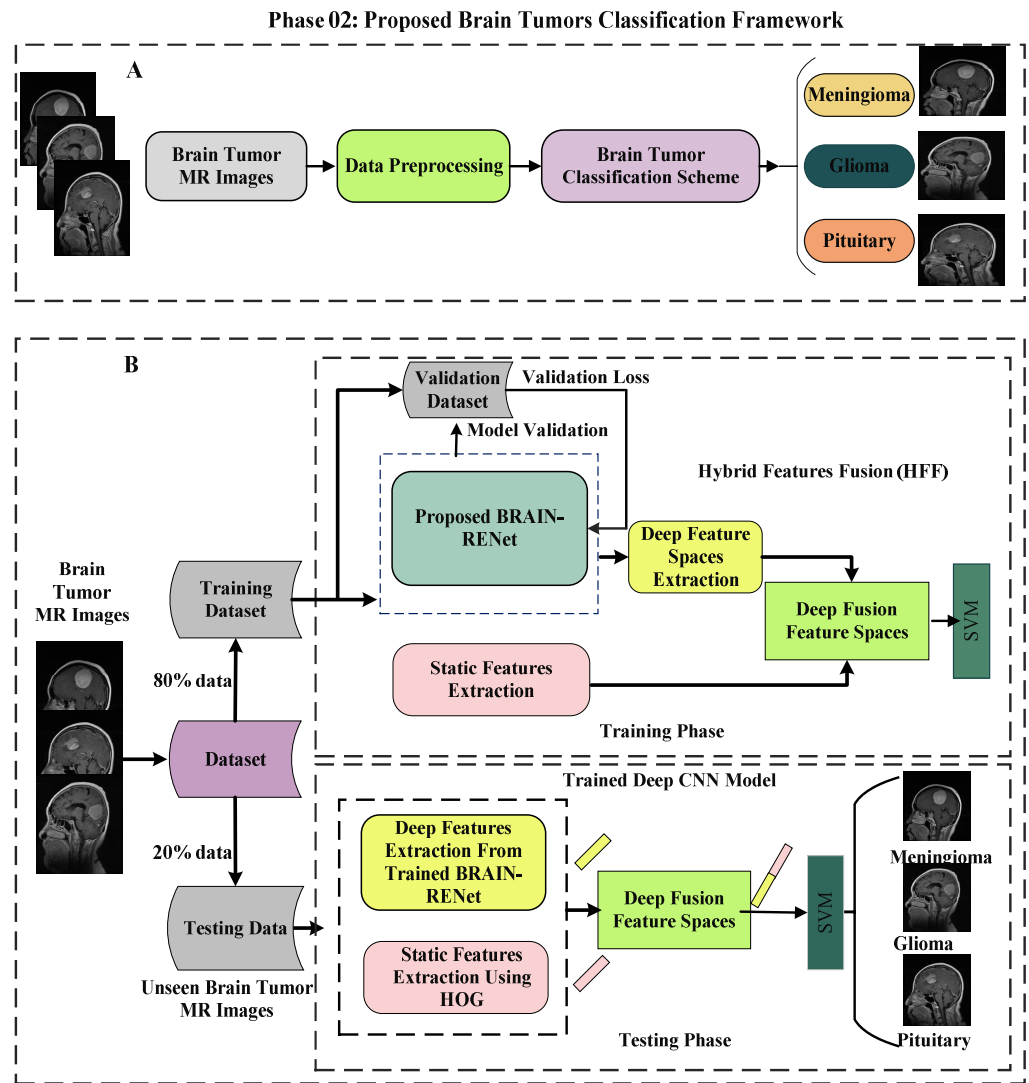 Phase 02: Proposed Brain Tumors Classification Framework
A
Brain Tumor
MR Images
Data Preprocessing
Brain Tumor
Classification Scheme
Meningioma
Glioma
Pituitary
B
Validation
Dataset
Validation Loss
Model Validation
Hybrid Features Fusion (HFF)
Proposed BRAIN-
RENet
Deep Feature
Spaces
Extraction
Brain
Tumor
MR Images
Training
Dataset
Deep Fusion
Feature Spaces
SVM
Static Features
Extraction
80% data
Training Phase
Dataset
Trained Deep CNN Model
20% data
Deep Features
Extraction From
Trained BRAIN-
RENet
Deep Fusion
Feature Spaces
SVM
Meningioma
Testing Data
Static Features
Extraction Using
HOG
Glioma
Unseen Brain Tumor
MR Images
Testing Phase
Pituitary